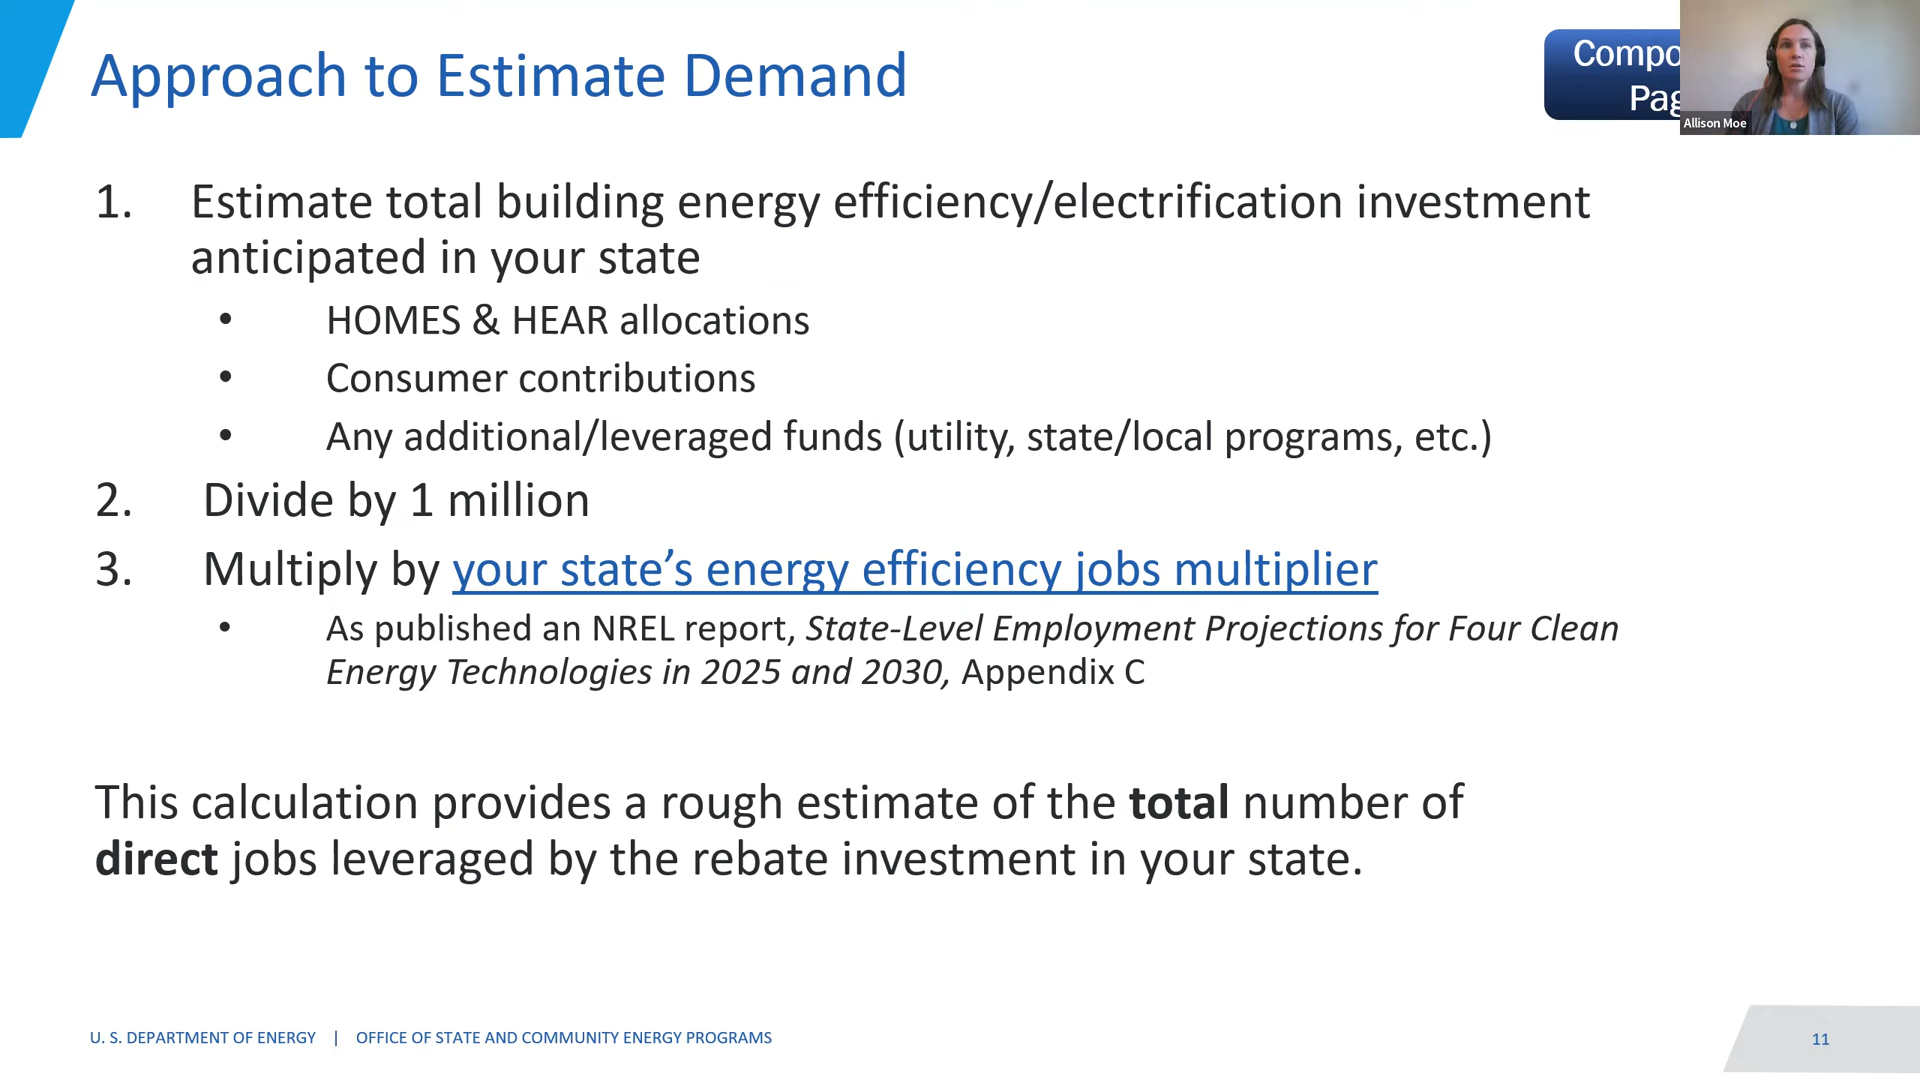 Approach to Estimate Demand
Allison Moe
1. Estimate total building energy efficiency/electrification investment
anticipated in your state
• HOMES & HEAR allocations
• Consumer contributions
• Any additional/leveraged funds (utility, state/local programs, etc.)
2. Divide by 1 million
3. Multiply by your state’s energy efficiency jobs multiplier
• As published an NREL report, State-Level Employment Projections for Four Clean
Energy Technologies in 2025 and 2030, Appendix C
This calculation provides a rough estimate of the total number of
direct jobs leveraged by the rebate investment in your state.
U. S. DEPARTMENT OF ENERGY | OFFICE OF STATE AND COMMUNITY ENERGY PROGRAMS
11